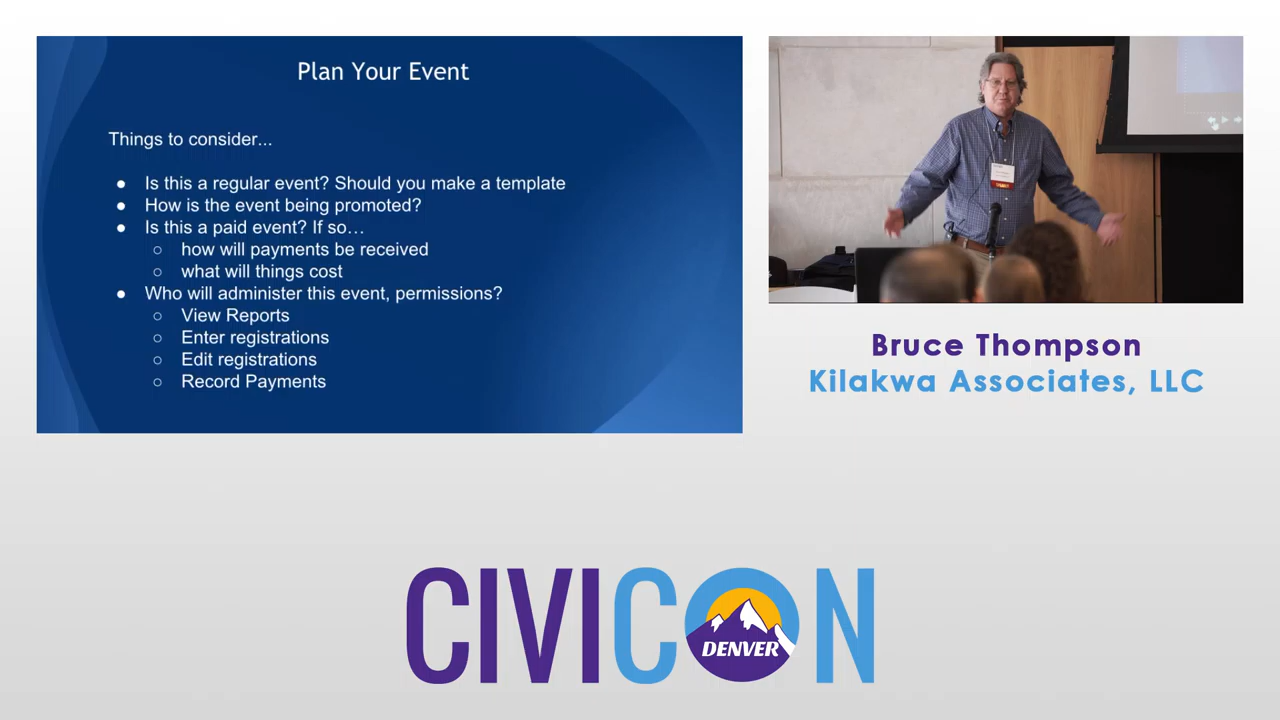 Plan Your Event
Things to consider...
● Is this a regular event? Should you make a template
● How is the event being promoted?
● Is this a paid event? If so…
○ how will payments be received
○ what will things cost
● Who will administer this event, permissions?
○ View Reports
○ Enter registrations
○ Edit registrations
○ Record Payments
Bruce Thompson
Kilakwa Associates, LLC
CIVICON
DENVER